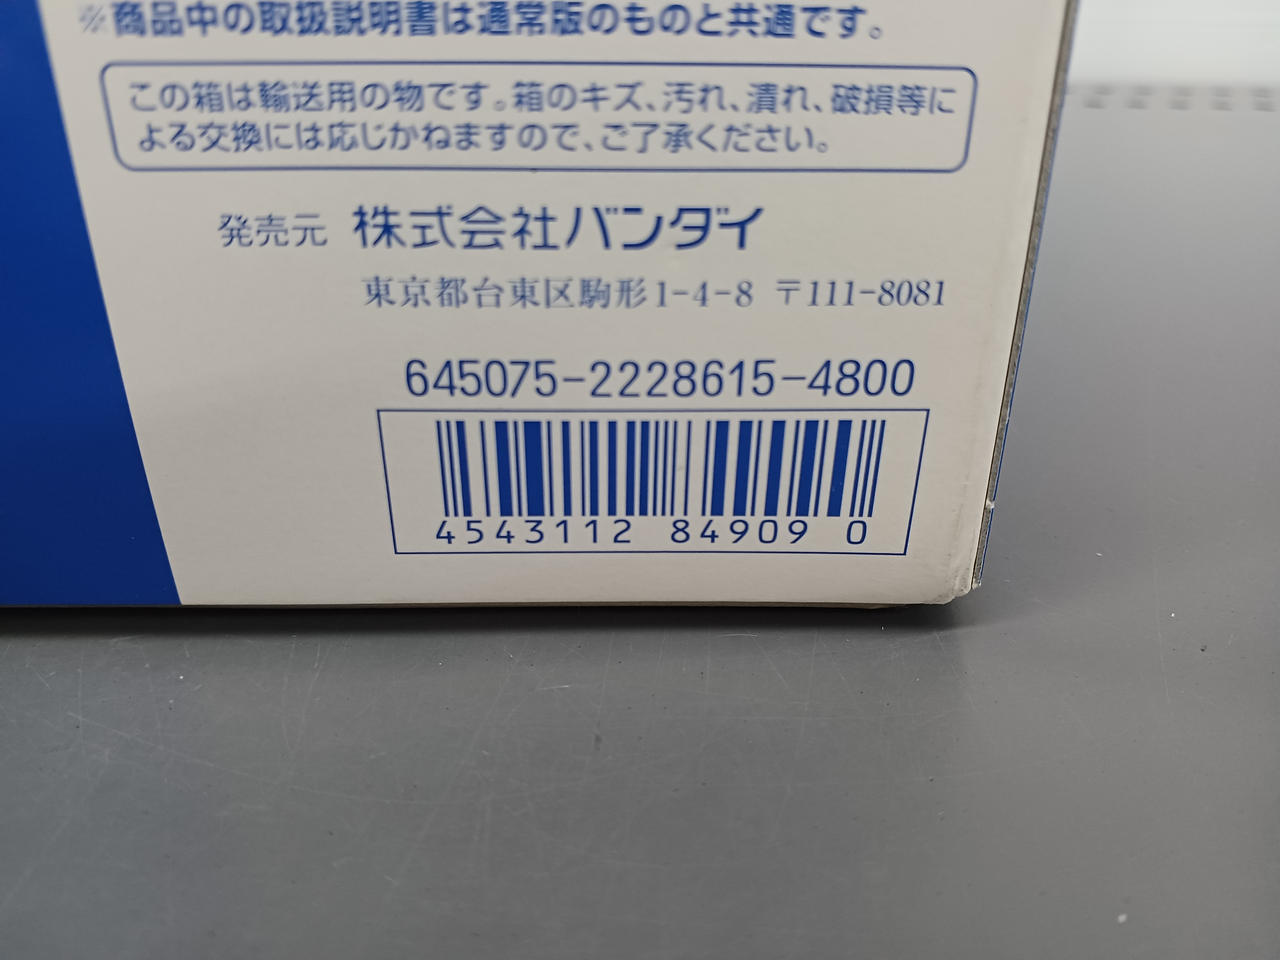 ※商品中の取扱説明書は通常版のものと共通です。
この箱は輸送用の物です。箱のキズ、汚れ、潰れ、破損等に
よる交換には応じかねますので、ご了承ください。
発売元 株式会社バンダイ
東京都台東区駒形1-4-8 〒111-8081
645075-2228615-4800
4543112 84909 0